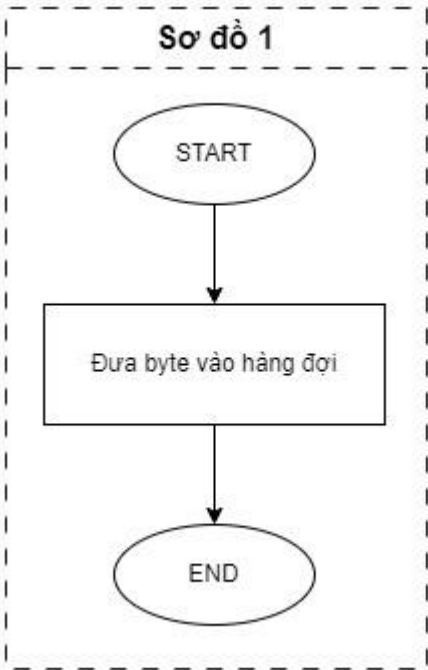 Sơ đồ 1
START
Đưa byte vào hàng đợi
END